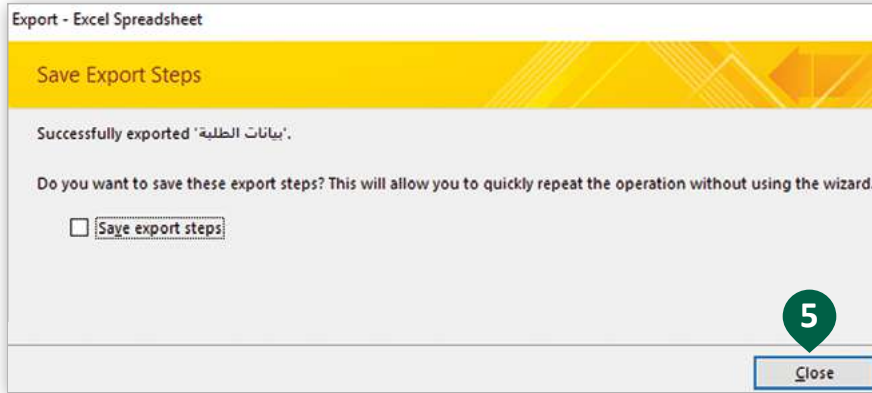 Export - Excel Spreadsheet
Save Export Steps
Successfully exported 'بيانات الطلبة'.
Do you want to save these export steps? This will allow you to quickly repeat the operation without using the wizard.
Save export steps
5
Close